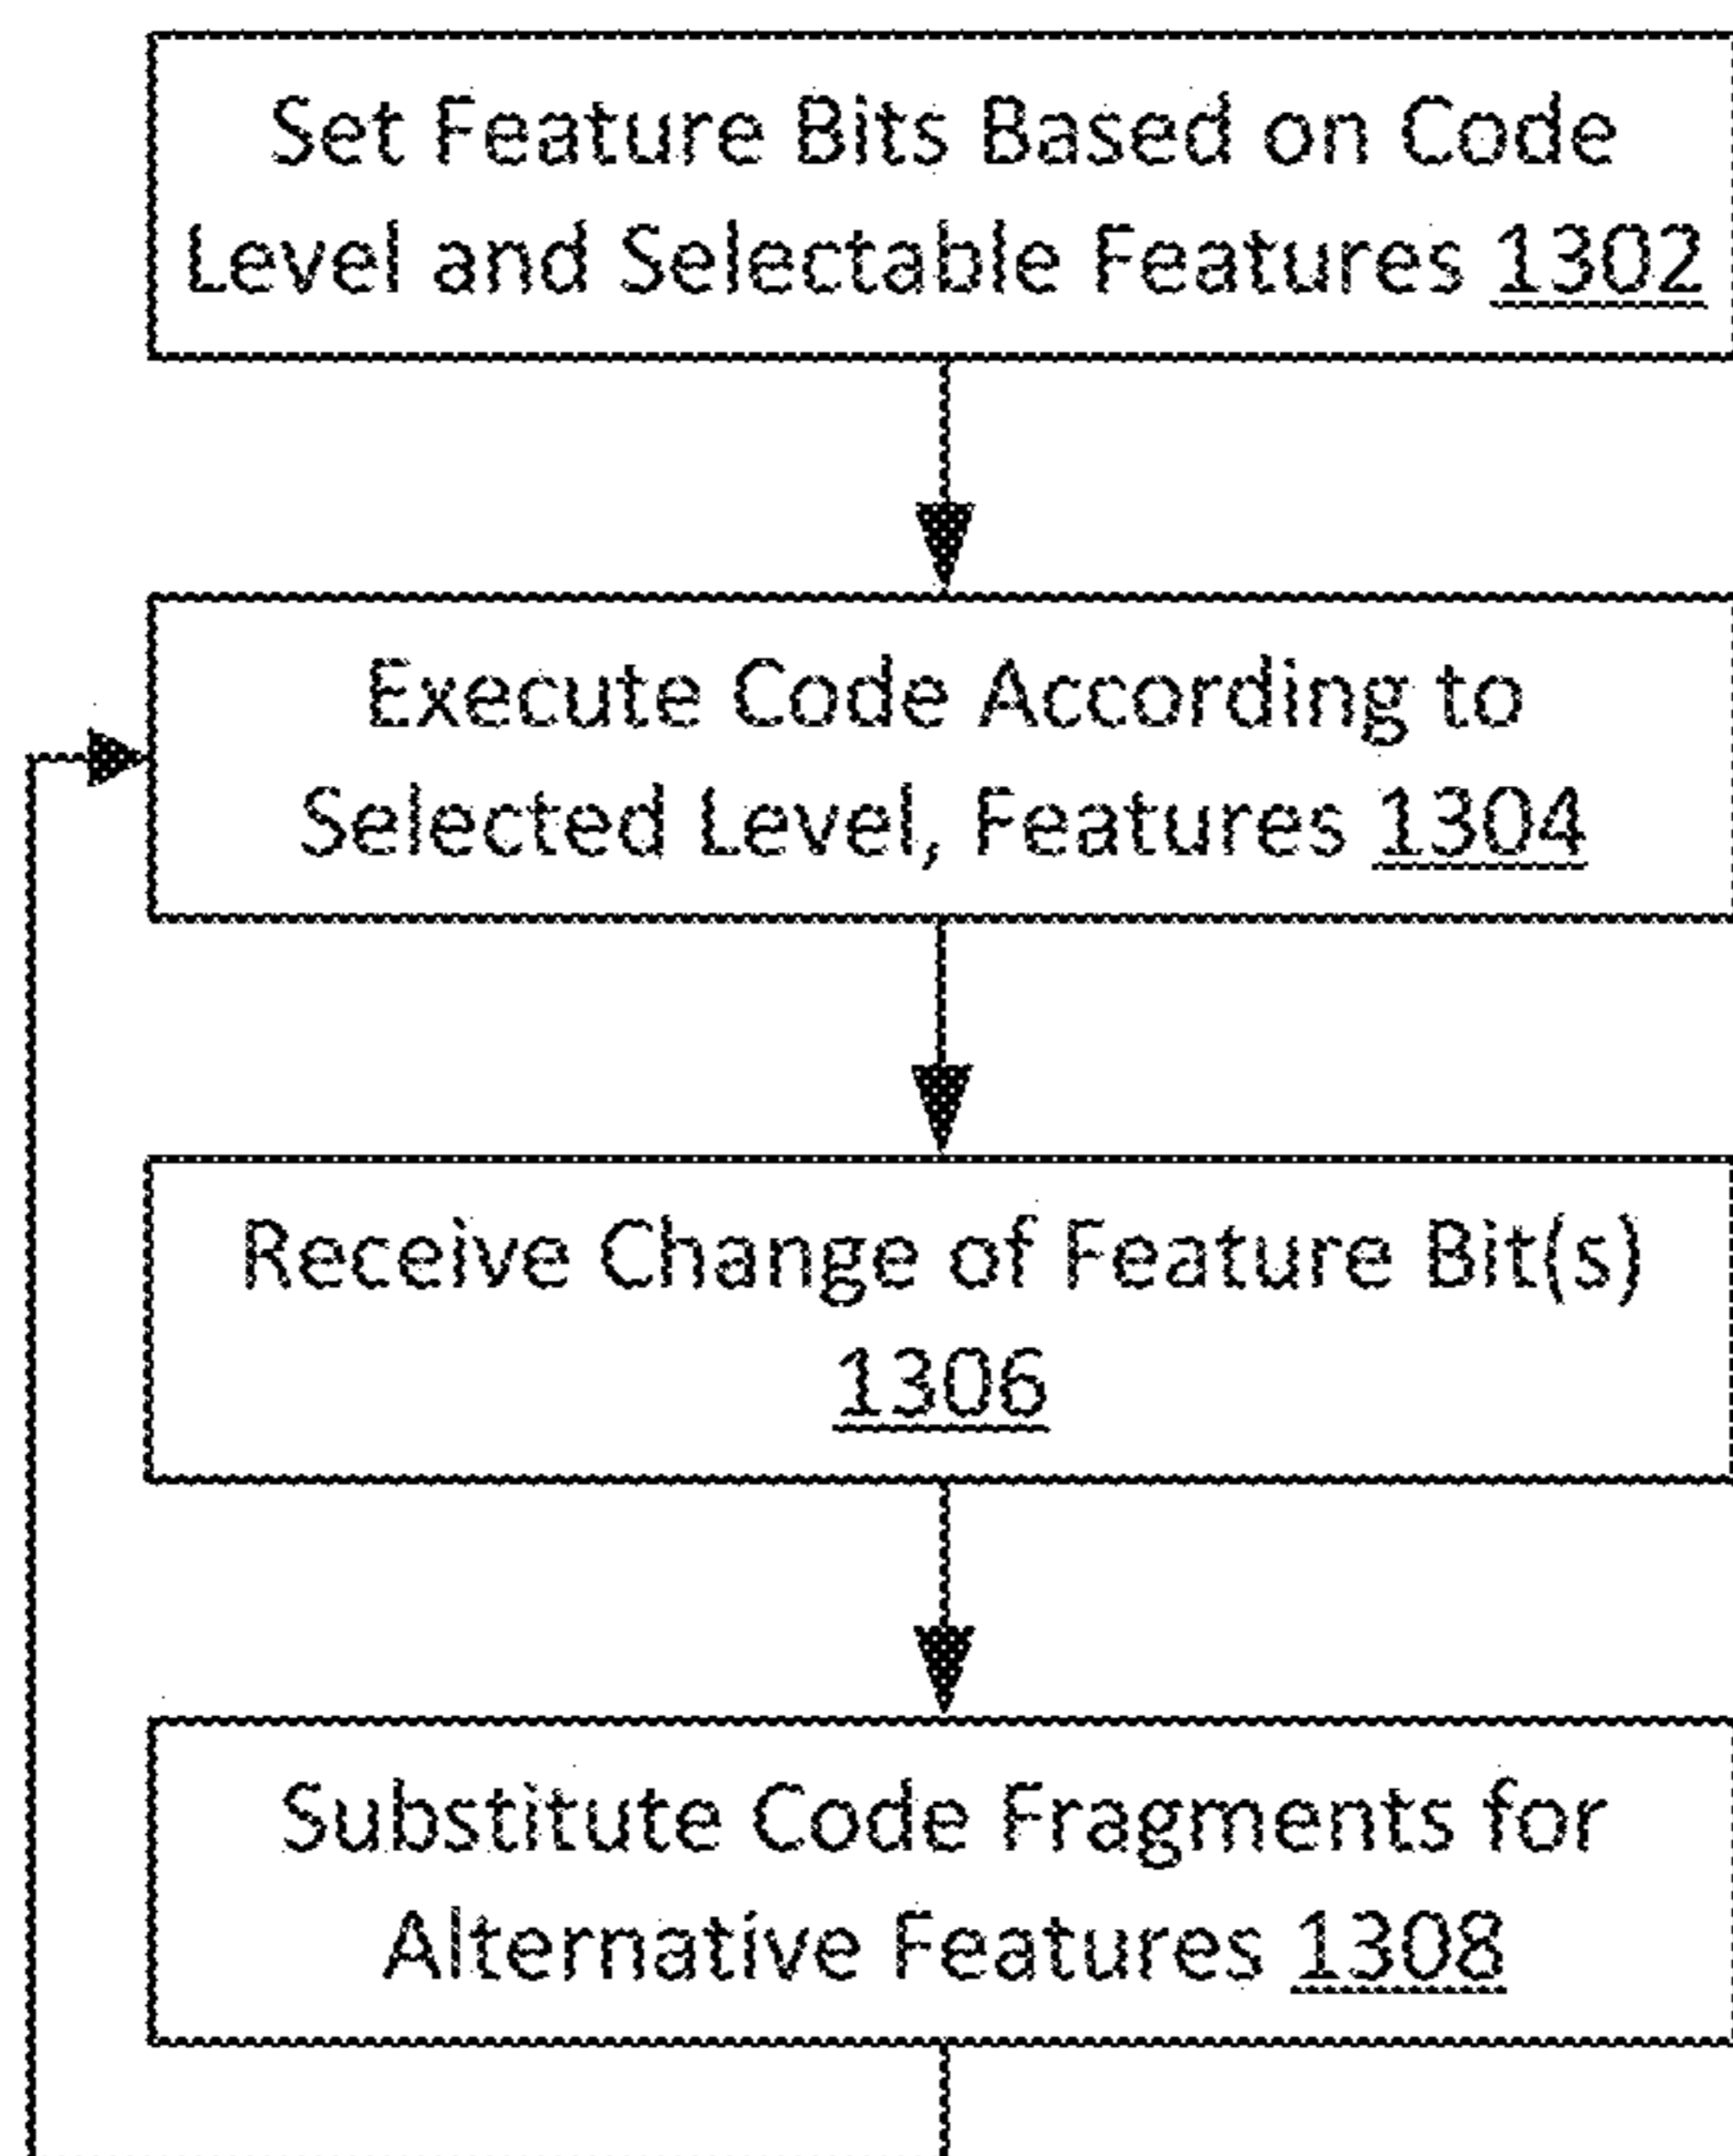 Set Feature Bits Based on Code
Level and Selectable Features 1302
Execute Code According to
Selected Level, Features 1304
Receive Change of Feature Bit(s)
1306
Substitute Code Fragments for
Alternative Features 1308